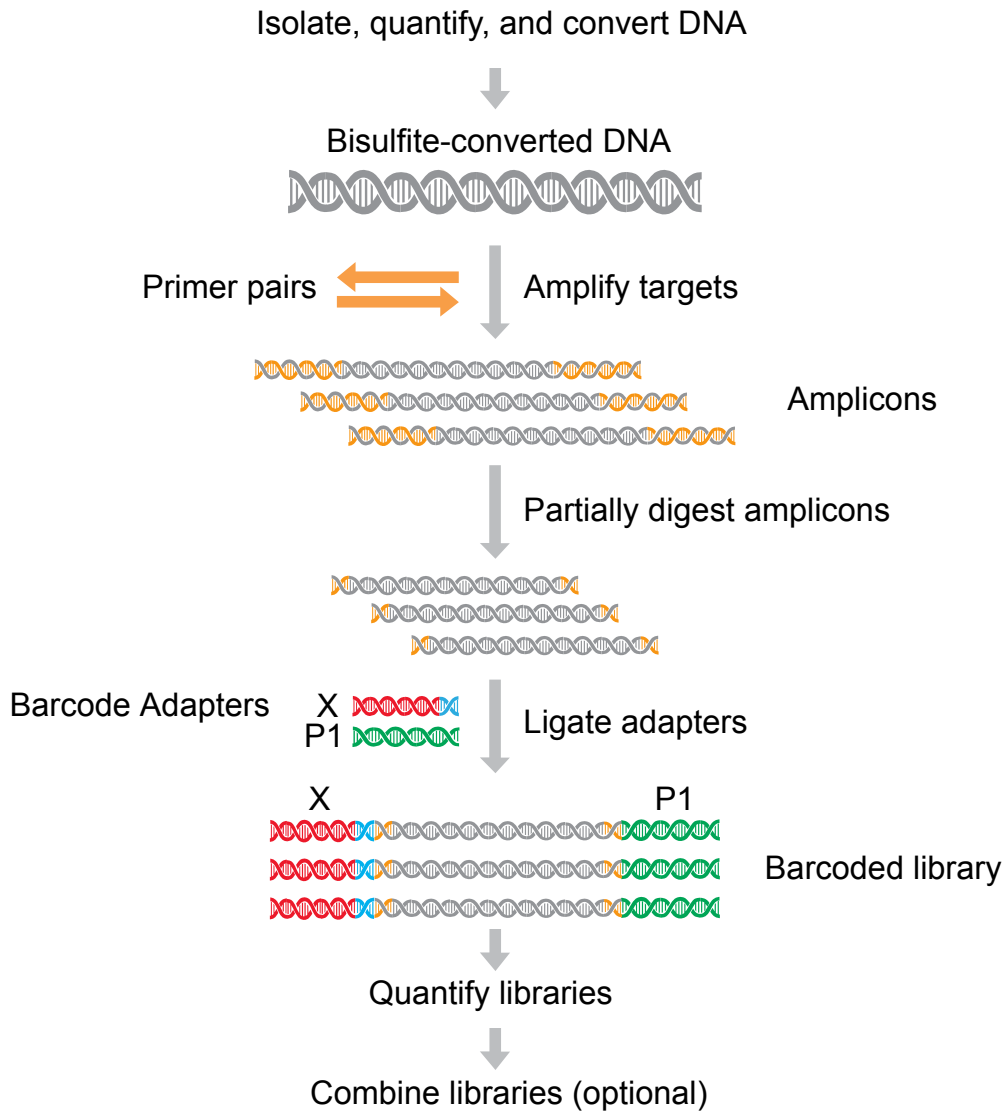 Isolate, quantify, and convert DNA
Bisulfite-converted DNA
Primer pairs
Amplify targets
Amplicons
Partially digest amplicons
Barcode Adapters
X
P1
Ligate adapters
X
P1
Barcoded library
Quantify libraries
Combine libraries (optional)